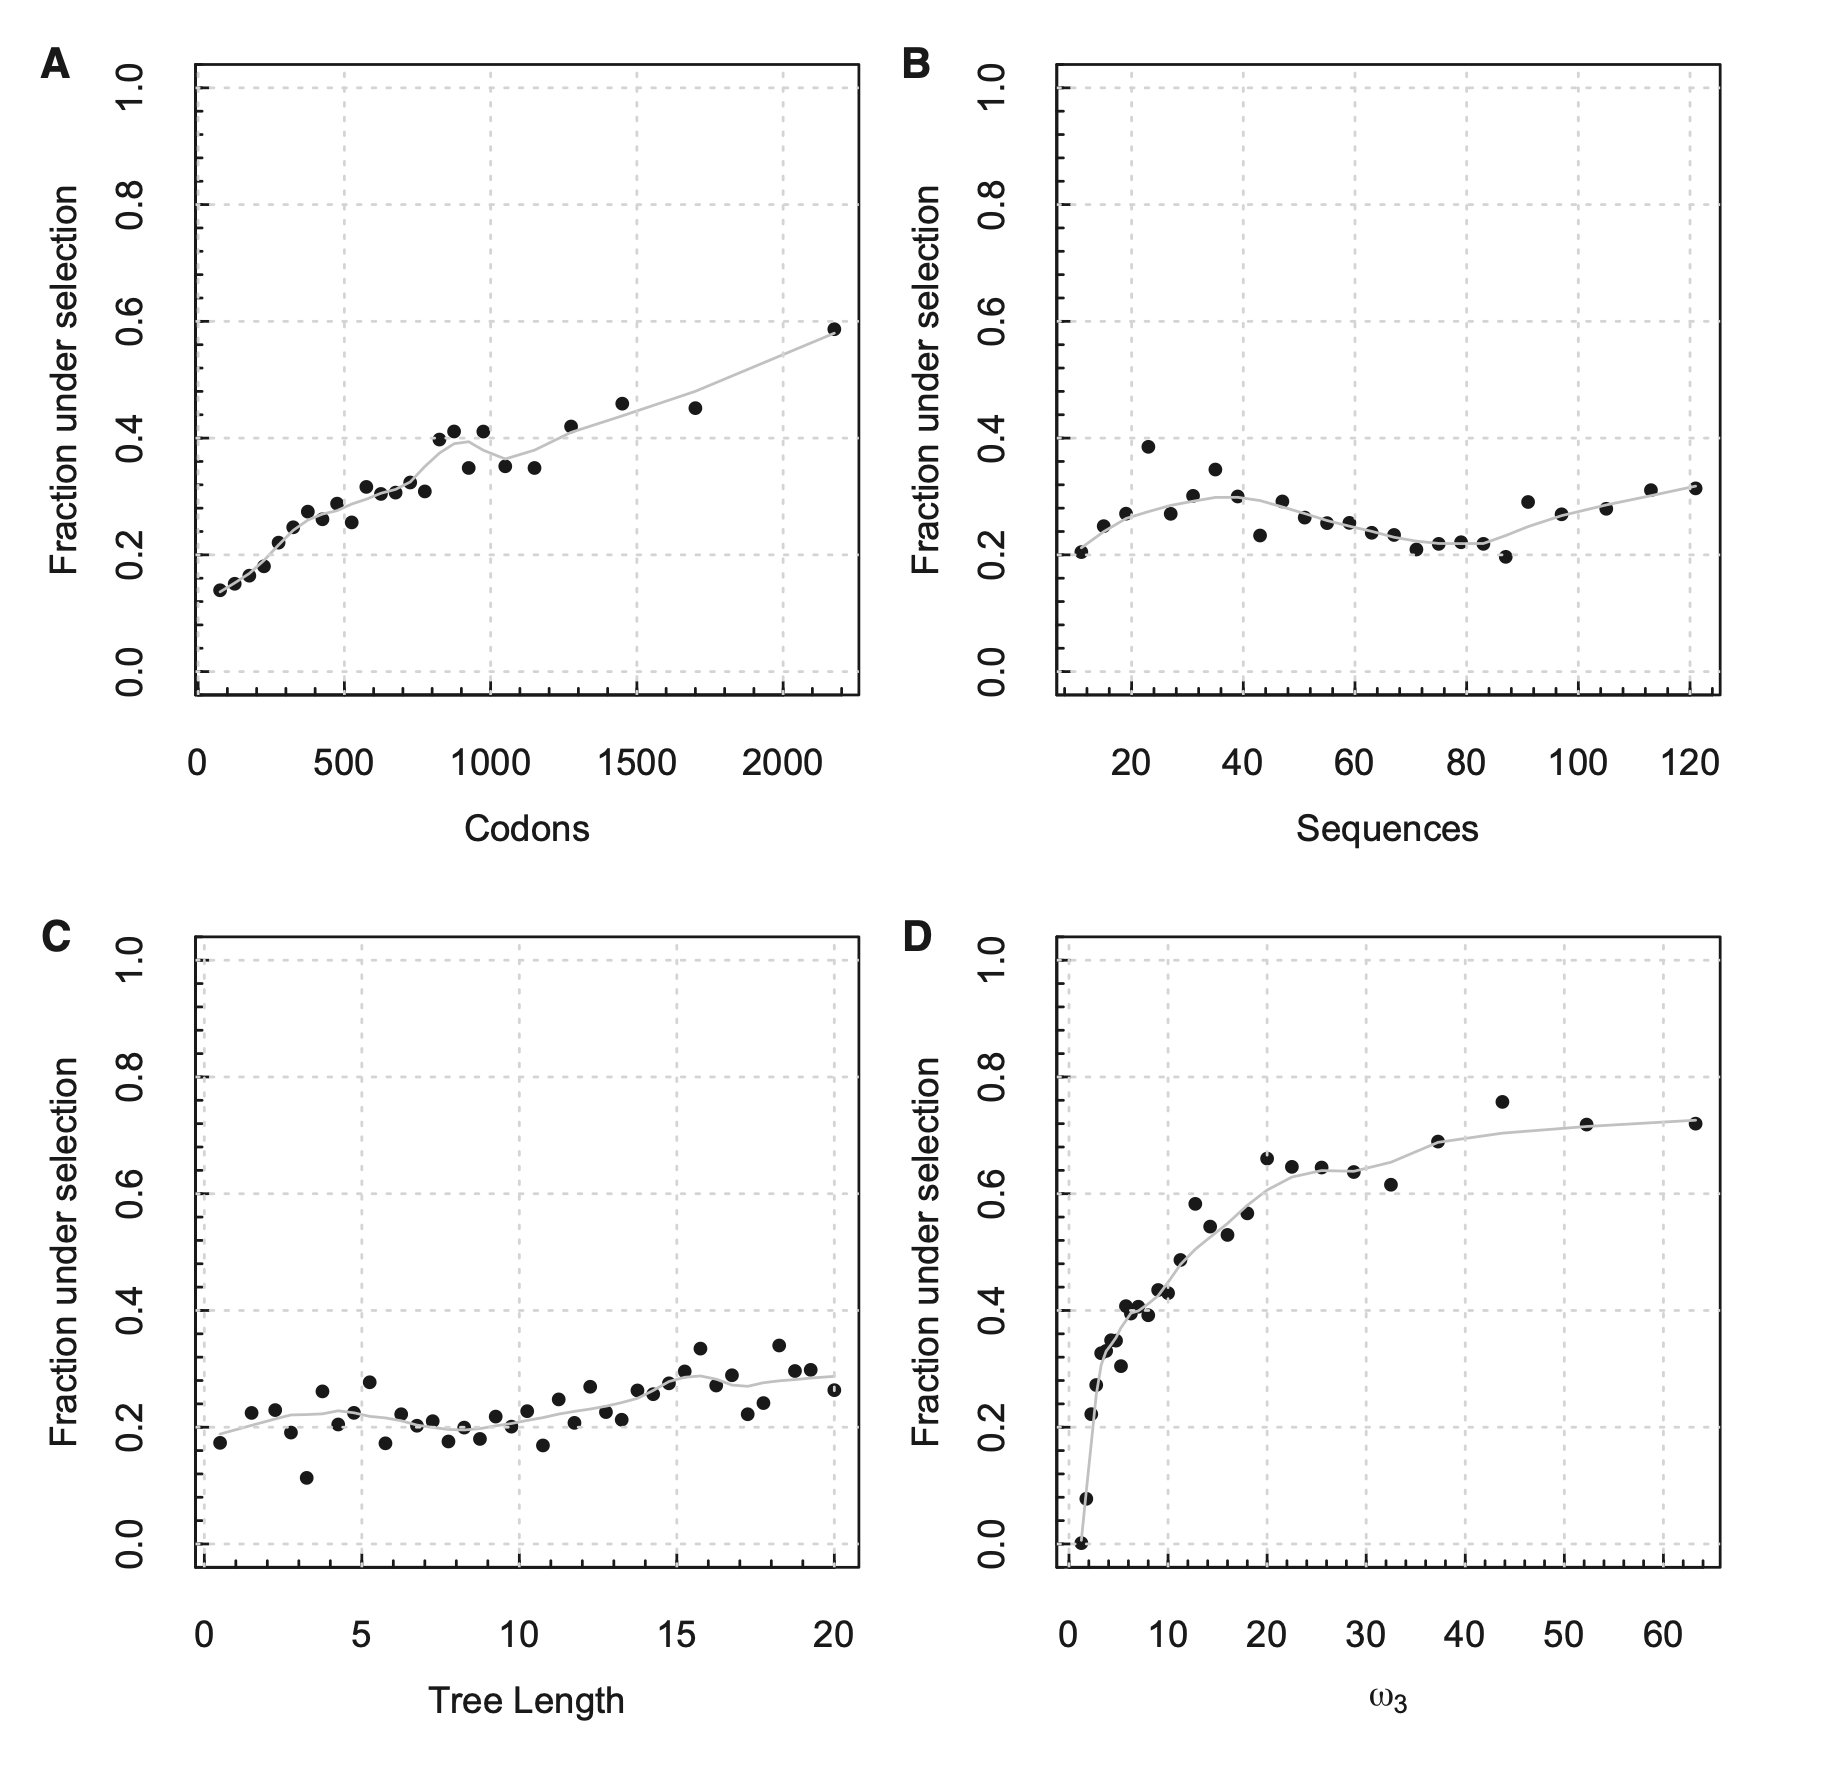 A
Fraction under selection
0.0 0.2 0.4 0.6 0.8 1.0
0 500 1000 1500 2000
Codons
B
Fraction under selection
0.0 0.2 0.4 0.6 0.8 1.0
20 40 60 80 100 120
Sequences
C
Fraction under selection
0.0 0.2 0.4 0.6 0.8 1.0
0 5 10 15 20
Tree Length
D
Fraction under selection
0.0 0.2 0.4 0.6 0.8 1.0
0 10 20 30 40 50 60
ω3